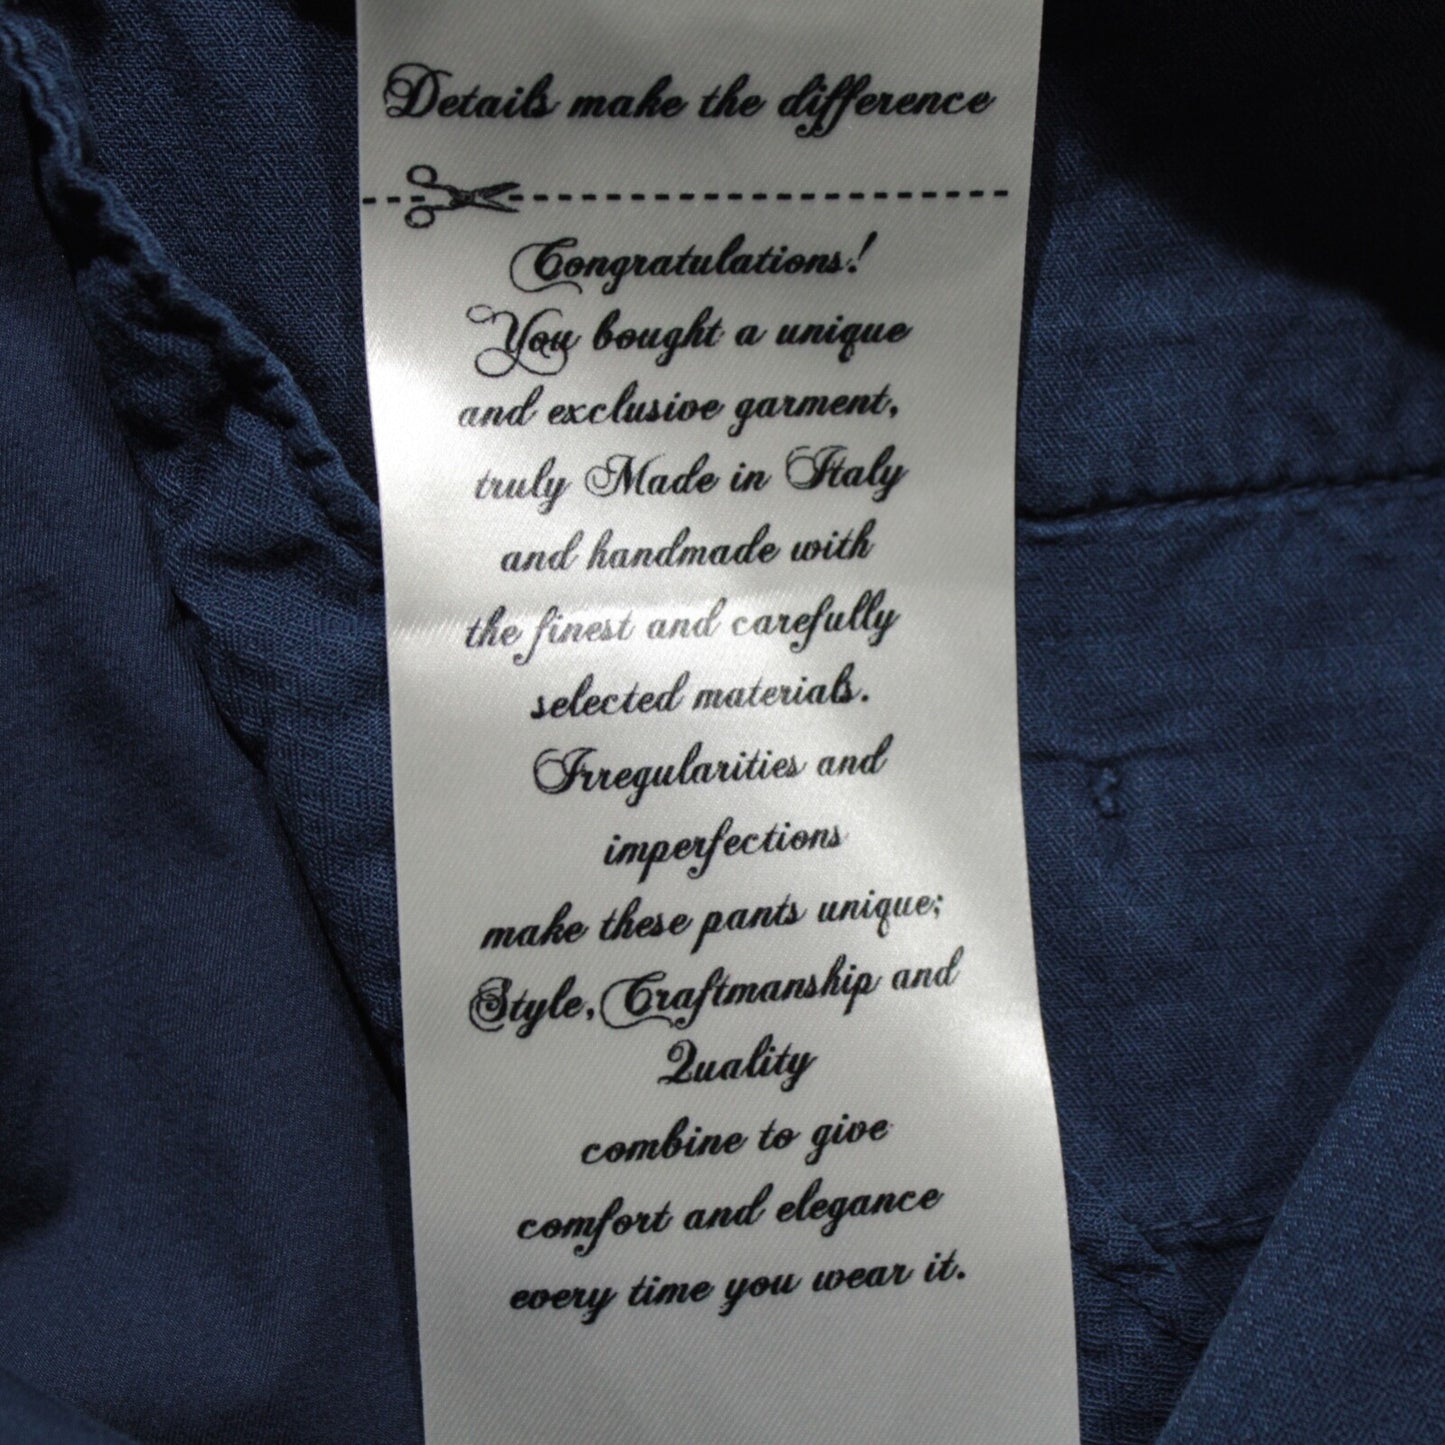 Details make the difference
Congratulations!
You bought a unique
and exclusive garment,
truly Made in Italy
and handmade with
the finest and carefully
selected materials.
Irregularities and
imperfections
make these pants unique;
Style, Craftmanship and
Quality
combine to give
comfort and elegance
every time you wear it.